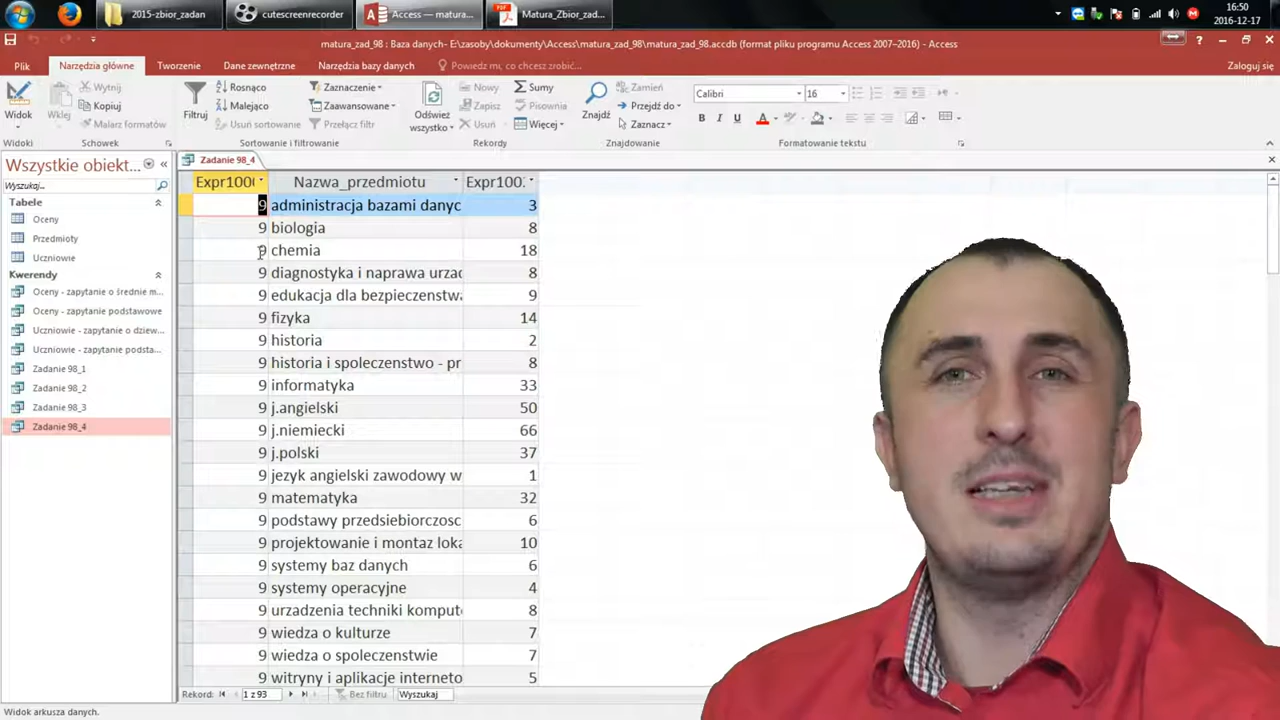 2015-zbior_zadan
cutescreenrecorder
Access — matura...
Matura_Zbior_zad...
16:50
2016-12-17
matura_zad_98 : Baza danych- E:\zasoby\dokumenty\Access\matura_zad_98\matura_zad_98.accdb (format pliku programu Access 2007–2016) - Access
Plik
Narzędzia główne
Tworzenie
Dane zewnętrzne
Narzędzia bazy danych
Powiedz mi, co chcesz zrobić...
Zaloguj się
Widok
Wklej
Wytnij
Kopiuj
Malarz formatów
Filtruj
Rosnąco
Malejąco
Usuń sortowanie
Zaznaczenie
Zaawansowane
Przełącz filtr
Odśwież wszystko
Nowy
Zapisz
Usuń
Sumy
Pisownia
Więcej
Znajdź
Zamień
Przejdź do
Zaznacz
Calibri
16
B I U
Widoki
Schowek
Sortowanie i filtrowanie
Rekordy
Znajdowanie
Formatowanie tekstu
Wszystkie obiekt...
Wyszukaj...
Tabele
Oceny
Przedmioty
Uczniowie
Kwerendy
Oceny - zapytanie o średnie m...
Oceny - zapytanie podstawowe
Uczniowie - zapytanie o dziew...
Uczniowie - zapytanie podsta...
Zadanie 98_1
Zadanie 98_2
Zadanie 98_3
Zadanie 98_4
Zadanie 98_4
Expr100 Nazwa_przedmiotu Expr100
9 administracja bazami danyc 3
9 biologia 8
9 chemia 18
9 diagnostyka i naprawa urzad 8
9 edukacja dla bezpieczenstwa 9
9 fizyka 14
9 historia 2
9 historia i spoleczenstwo - pr 8
9 informatyka 33
9 j.angielski 50
9 j.niemiecki 66
9 j.polski 37
9 jezyk angielski zawodowy w 1
9 matematyka 32
9 podstawy przedsiebiorczosc 6
9 projektowanie i montaz loka 10
9 systemy baz danych 6
9 systemy operacyjne 4
9 urzadzenia techniki kompute 8
9 wiedza o kulturze 7
9 wiedza o spoleczenstwie 7
9 witryny i aplikacje interneto 5
Rekord: 1 z 93 Bez filtru Wyszukaj
Widok arkusza danych.